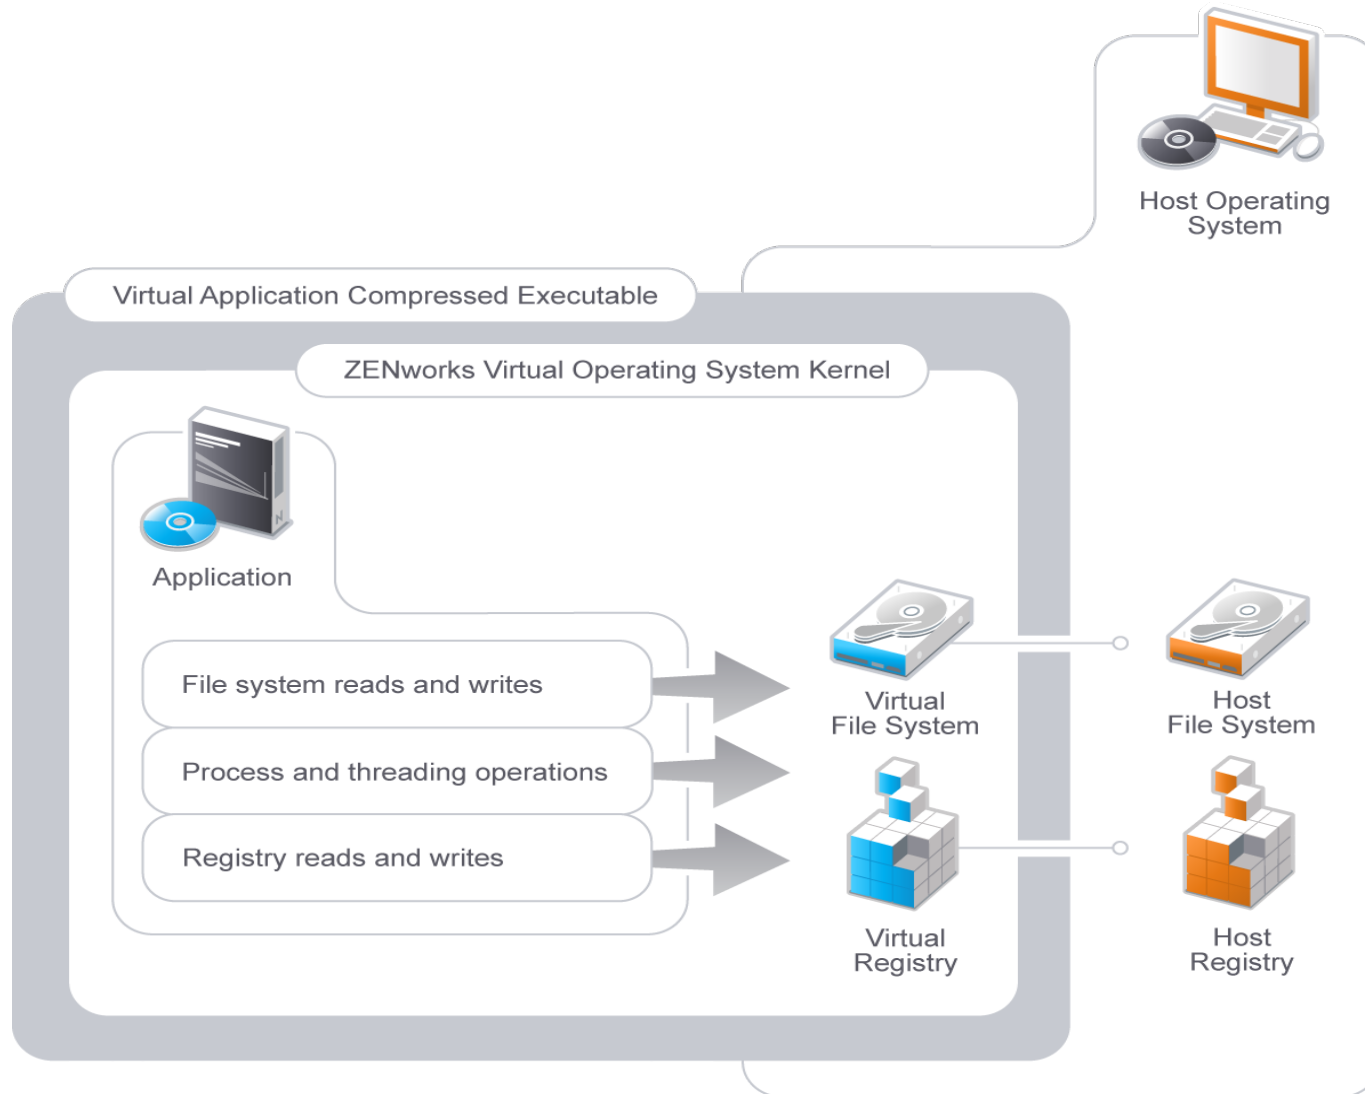 Host Operating
System
Virtual Application Compressed Executable
ZENworks Virtual Operating System Kernel
N
Application
File system reads and writes
Process and threading operations
Registry reads and writes
Virtual
File System
Host
File System
Virtual
Registry
Host
Registry